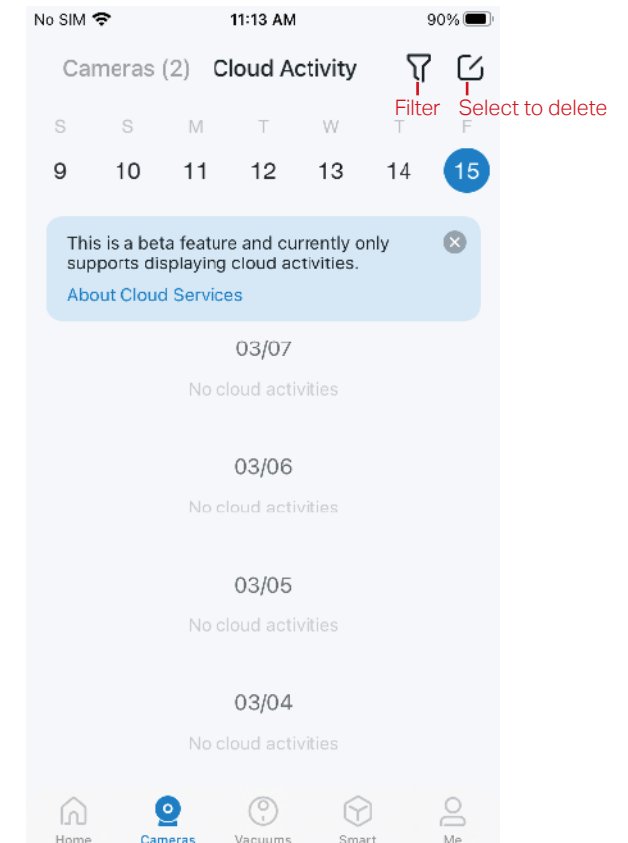 No SIM 11:13 AM 90%
Cameras (2) Cloud Activity
Filter Select to delete
S S M T W T F
9 10 11 12 13 14 15
This is a beta feature and currently only
supports displaying cloud activities.
About Cloud Services
03/07
No cloud activities
03/06
No cloud activities
03/05
No cloud activities
03/04
No cloud activities
Home Cameras Vacuums Smart Me